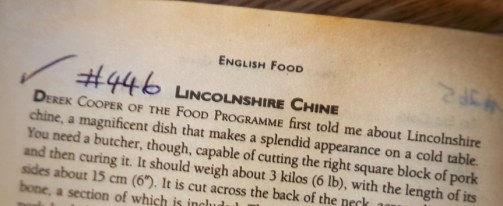 ENGLISH FOOD
#446 LINCOLNSHIRE CHINE
DEREK COOPER OF THE FOOD PROGRAMME first told me about Lincolnshire
chine, a magnificent dish that makes a splendid appearance on a cold table.
You need a butcher, though, capable of cutting the right square block of pork
and then curing it. It should weigh about 3 kilos (6 lb), with the length of its
sides about 15 cm (6"). It is cut across the back of the neck
bone, a section of which is